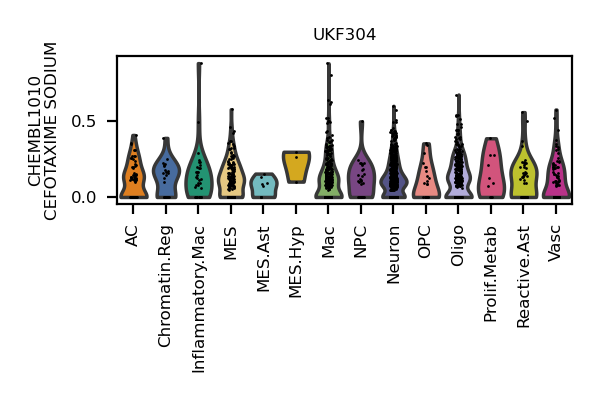 UKF304
CHEMBL1010
CEFOTAXIME SODIUM
0.5
0.0
AC
Chromatin.Reg
Inflammatory.Mac
MES
MES.Ast
MES.Hyp
Mac
NPC
Neuron
OPC
Oligo
Prolif.Metab
Reactive.Ast
Vasc